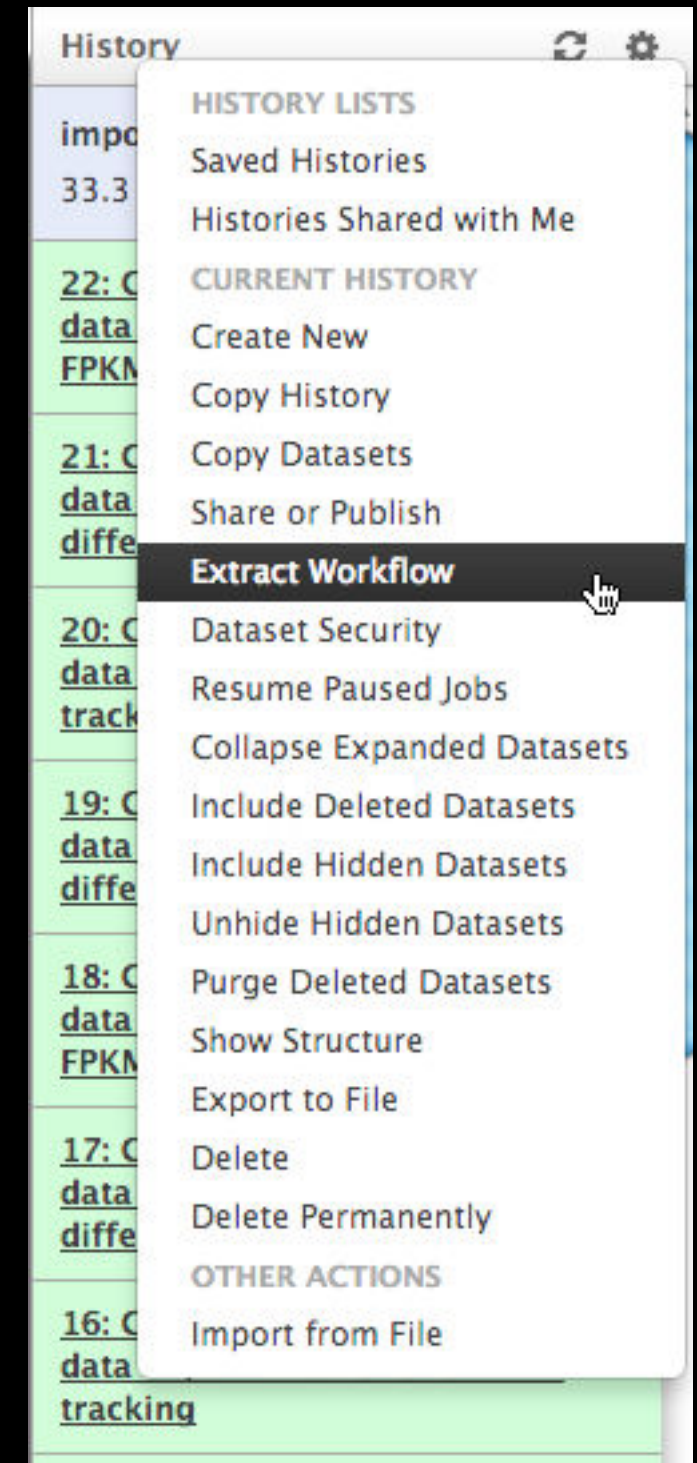 History
HISTORY LISTS
Saved Histories
Histories Shared with Me
CURRENT HISTORY
Create New
Copy History
Copy Datasets
Share or Publish
Extract Workflow
Dataset Security
Resume Paused Jobs
Collapse Expanded Datasets
Include Deleted Datasets
Include Hidden Datasets
Unhide Hidden Datasets
Purge Deleted Datasets
Show Structure
Export to File
Delete
Delete Permanently
OTHER ACTIONS
Import from File
33.3
22: C
data
FPKM
21: C
data
diffe
20: C
data
track
19: C
data
diffe
18: C
data
FPKM
17: C
data
diffe
16: C
data
tracking